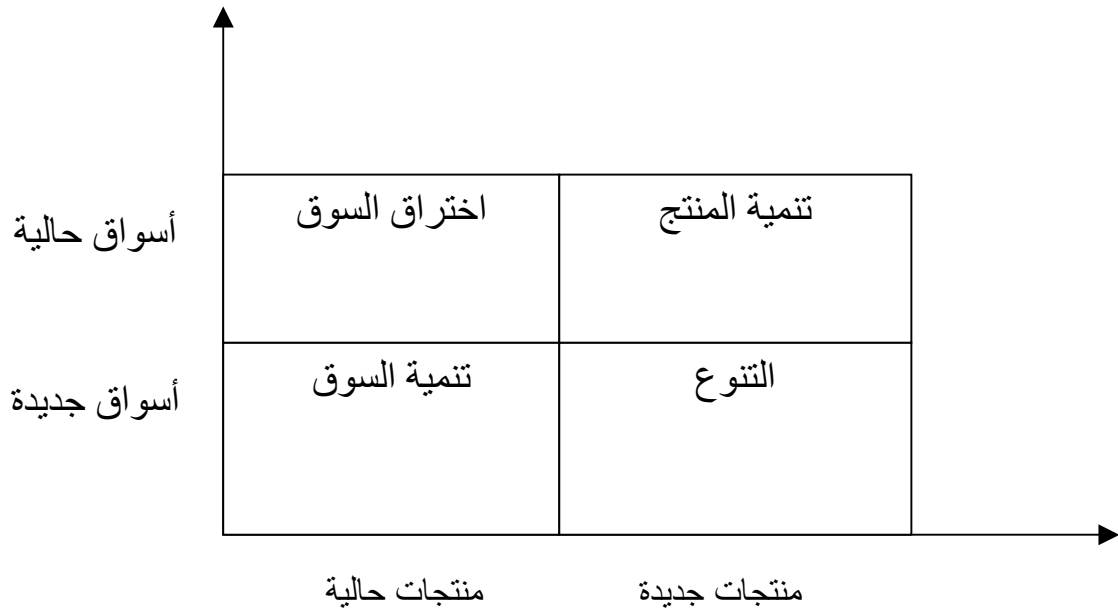 أسواق حالية
اختراق السوق
تنمية المنتج
أسواق جديدة
تنمية السوق
التنوع
منتجات حالية
منتجات جديدة